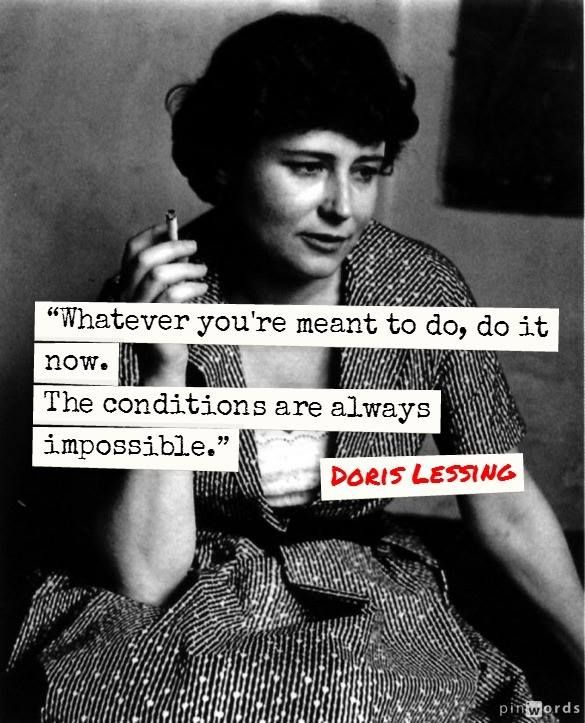 “Whatever you're meant to do, do it
now.
The conditions are always
impossible.”
DORIS LESSING
pinwords